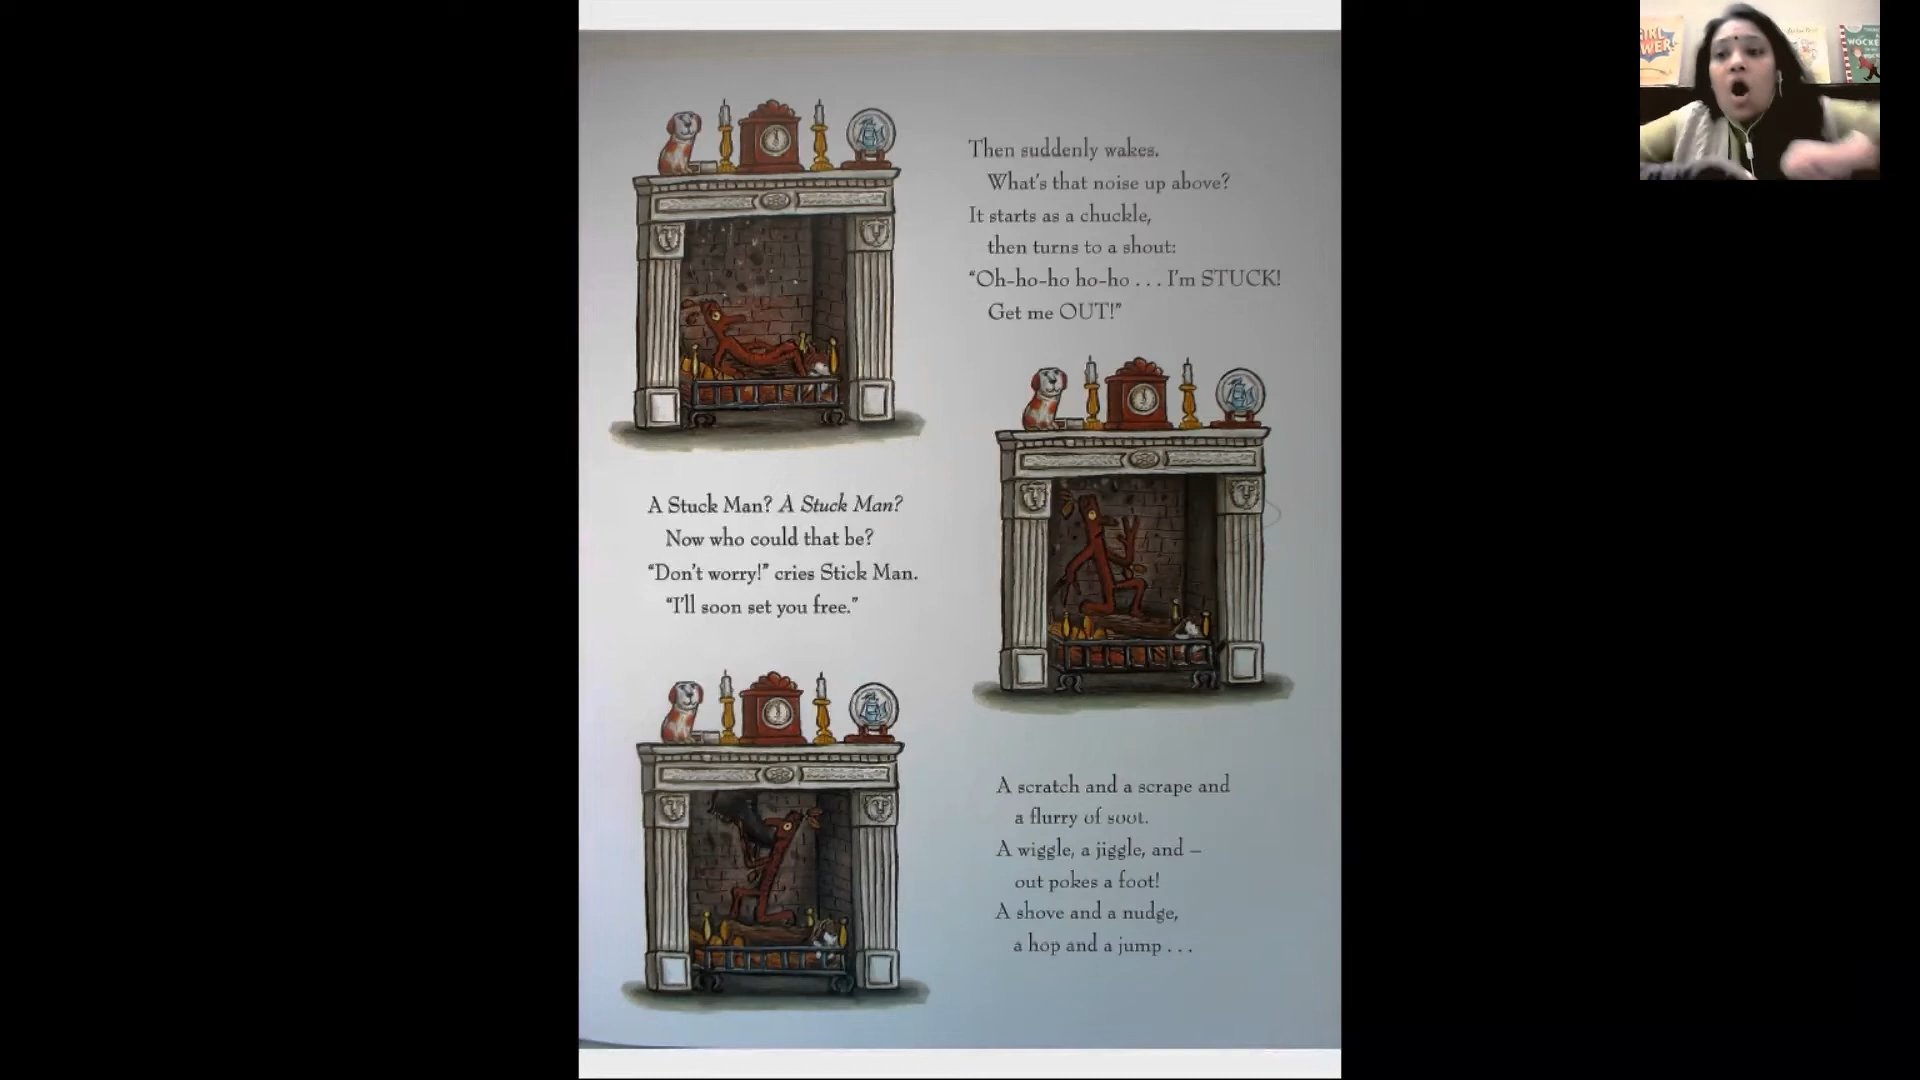 Then suddenly wakes.
What's that noise up above?
It starts as a chuckle,
then turns to a shout:
“Oh-ho-ho ho-ho . . . I'm STUCK!
Get me OUT!”
A Stuck Man? A Stuck Man?
Now who could that be?
“Don't worry!” cries Stick Man.
“I'll soon set you free.”
A scratch and a scrape and
a flurry of soot.
A wiggle, a jiggle, and –
out pokes a foot!
A shove and a nudge,
a hop and a jump . . .